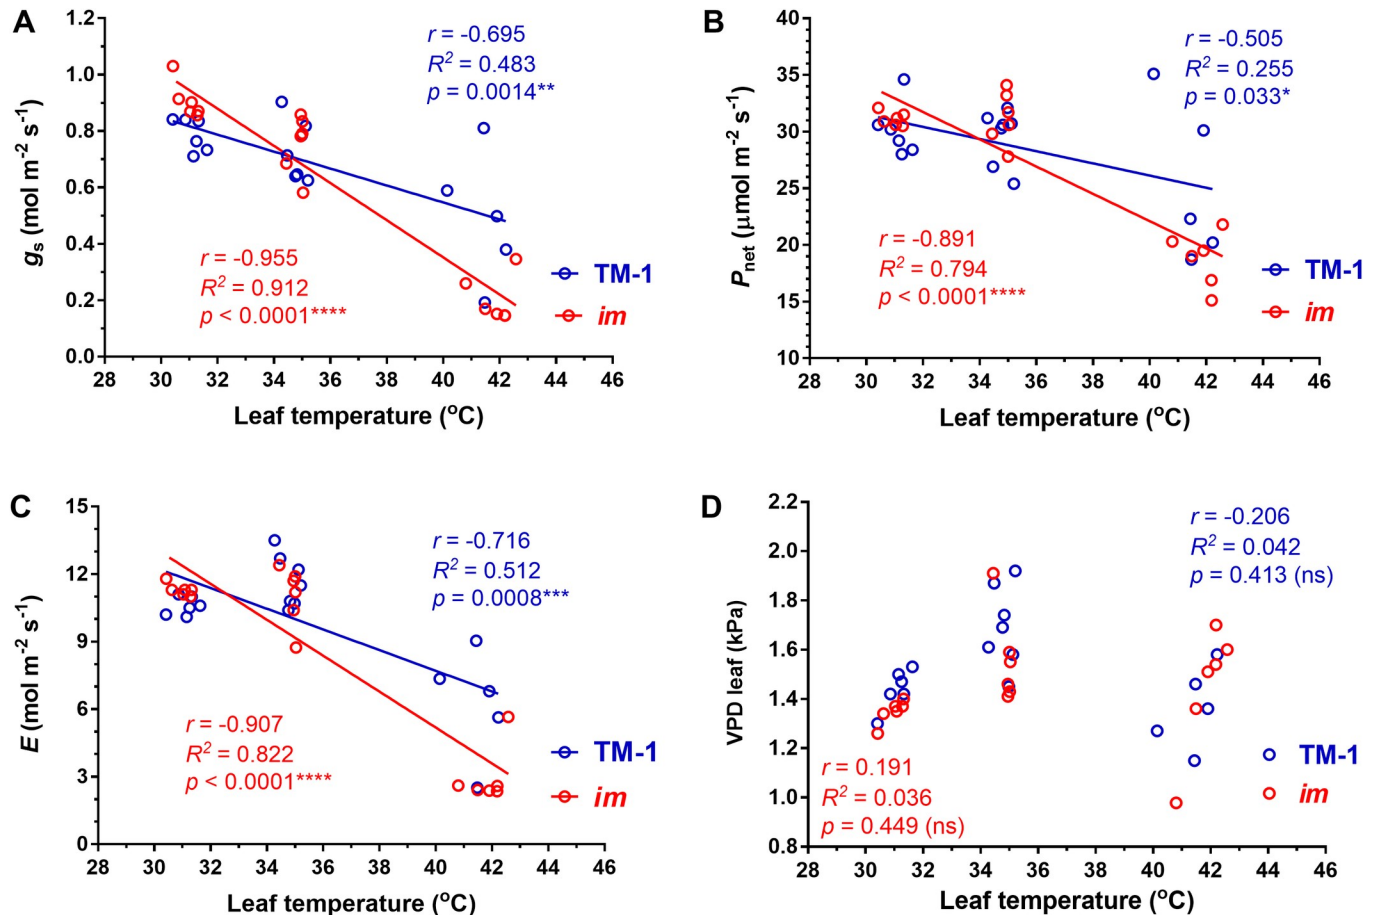 A
r = -0.695
R² = 0.483
p = 0.0014**
r = -0.955
R² = 0.912
p < 0.0001****
TM-1
im
gs (mol m⁻² s⁻¹)
1.2
1.0
0.8
0.6
0.4
0.2
0.0
28 30 32 34 36 38 40 42 44 46
Leaf temperature (ºC)
B
r = -0.505
R² = 0.255
p = 0.033*
r = -0.891
R² = 0.794
p < 0.0001****
TM-1
im
Pnet (μmol m⁻² s⁻¹)
40
35
30
25
20
15
10
28 30 32 34 36 38 40 42 44 46
Leaf temperature (ºC)
C
r = -0.716
R² = 0.512
p = 0.0008***
r = -0.907
R² = 0.822
p < 0.0001****
TM-1
im
E (mol m⁻² s⁻¹)
15
12
9
6
3
0
28 30 32 34 36 38 40 42 44 46
Leaf temperature (ºC)
D
r = -0.206
R² = 0.042
p = 0.413 (ns)
r = 0.191
R² = 0.036
p = 0.449 (ns)
TM-1
im
VPD leaf (kPa)
2.2
2.0
1.8
1.6
1.4
1.2
1.0
0.8
28 30 32 34 36 38 40 42 44 46
Leaf temperature (ºC)